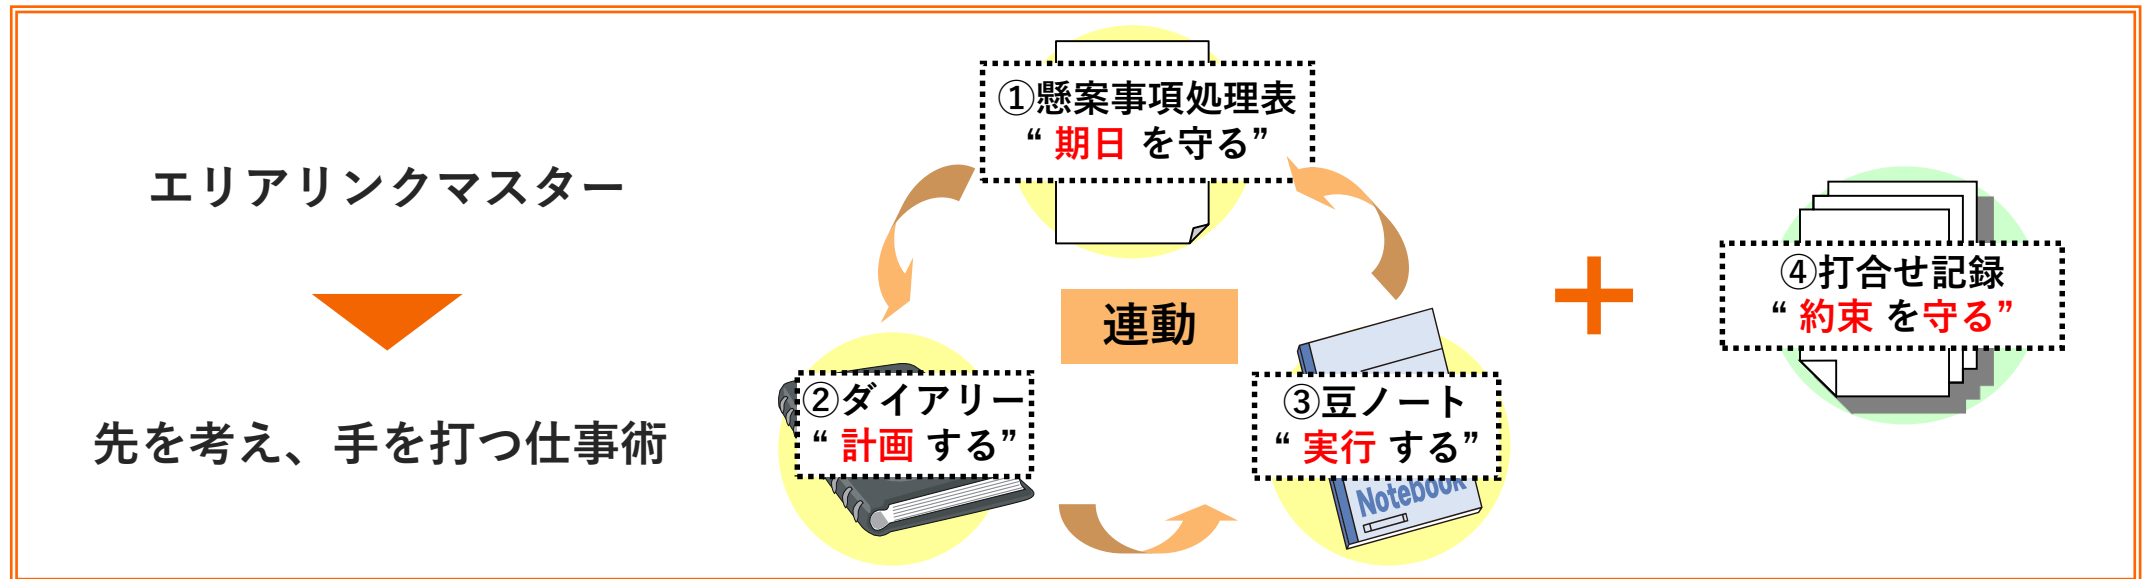 エリアリンクマスター
先を考え、手を打つ仕事術
①懸案事項処理表
“ 期日 を守る”
連動
②ダイアリー
“ 計画 する”
③豆ノート
“ 実行 する”
Notebook
④打合せ記録
“ 約束 を守る”